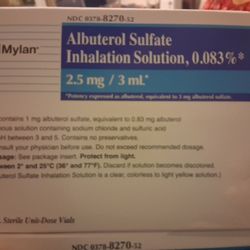 NDC 0378-8270-52
Mylan®
Albuterol Sulfate
Inhalation Solution, 0.083%*
2.5 mg / 3 mL*
*Potency expressed as albuterol, equivalent to 3 mg albuterol sulfate.
contains 1 mg albuterol sulfate, equivalent to 0.83 mg albuterol
solution containing sodium chloride and sulfuric acid
between 3 and 5. Contains no preservatives.
your physician before use. Do not exceed recommended dosage.
See package insert. Protect from light.
2° and 25°C (36° and 77°F). Discard if solution becomes discolored.
Sulfate Inhalation Solution is a clear, colorless to light yellow solution.)
Sterile Unit-Dose Vials
NDC 0378-8270-52